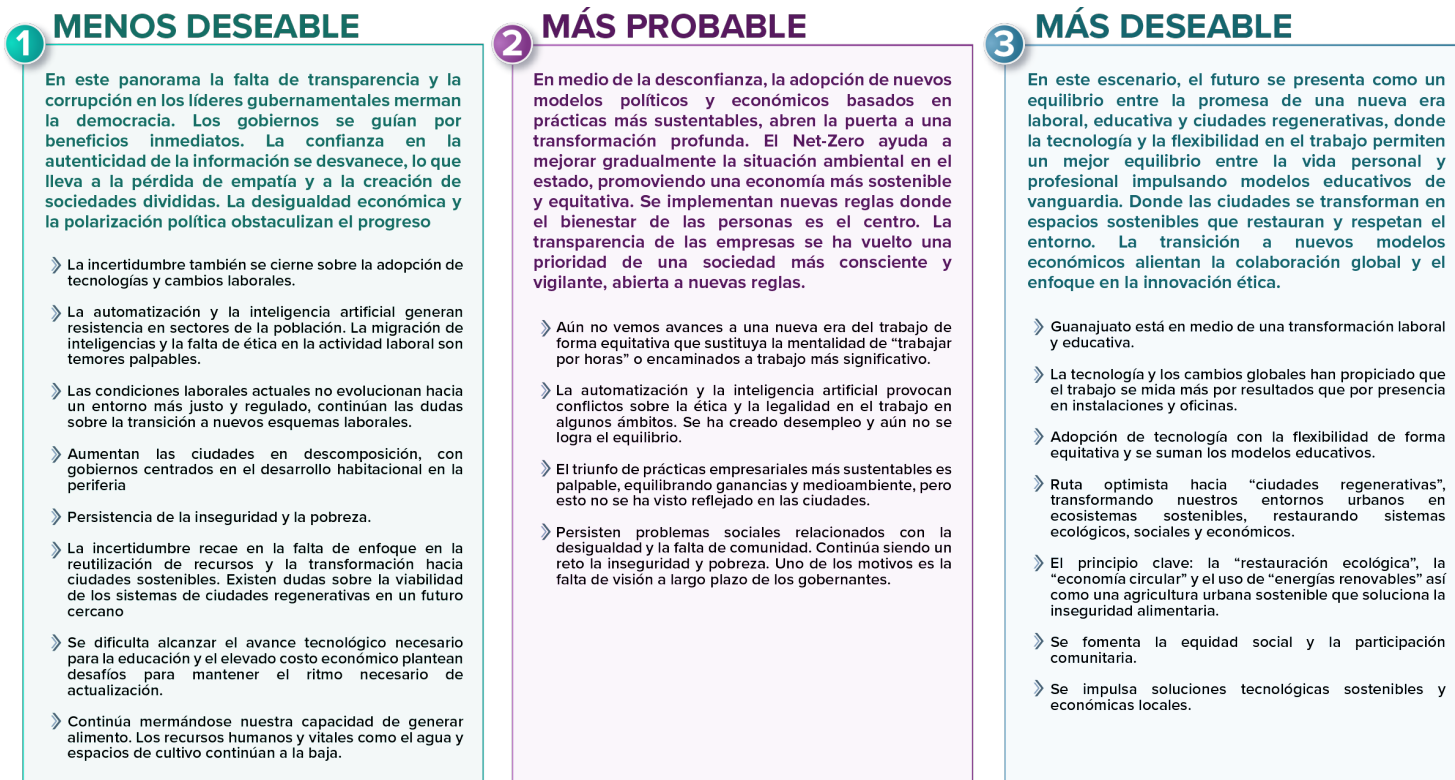 1
MENOS DESEABLE
En este panorama la falta de transparencia y la
corrupción en los líderes gubernamentales merman
la democracia. Los gobiernos se guían por
beneficios inmediatos. La confianza en la
autenticidad de la información se desvanece, lo que
lleva a la pérdida de empatía y a la creación de
sociedades divididas. La desigualdad económica y
la polarización política obstaculizan el progreso
La incertidumbre también se cierne sobre la adopción de
tecnologías y cambios laborales.
La automatización y la inteligencia artificial generan
resistencia en sectores de la población. La migración de
inteligencias y la falta de ética en la actividad laboral son
temores palpables.
Las condiciones laborales actuales no evolucionan hacia
un entorno más justo y regulado, continúan las dudas
sobre la transición a nuevos esquemas laborales.
Aumentan las ciudades en descomposición, con
gobiernos centrados en el desarrollo habitacional en la
periferia
Persistencia de la inseguridad y la pobreza.
La incertidumbre recae en la falta de enfoque en la
reutilización de recursos y la transformación hacia
ciudades sostenibles. Existen dudas sobre la viabilidad
de los sistemas de ciudades regenerativas en un futuro
cercano
Se dificulta alcanzar el avance tecnológico necesario
para la educación y el elevado costo económico plantean
desafíos para mantener el ritmo necesario de
actualización.
Continúa mermándose nuestra capacidad de generar
alimento. Los recursos humanos y vitales como el agua y
espacios de cultivo continúan a la baja.
2
MÁS PROBABLE
En medio de la desconfianza, la adopción de nuevos
modelos políticos y económicos basados en
prácticas más sustentables, abren la puerta a una
transformación profunda. El Net-Zero ayuda a
mejorar gradualmente la situación ambiental en el
estado, promoviendo una economía más sostenible
y equitativa. Se implementan nuevas reglas donde
el bienestar de las personas es el centro. La
transparencia de las empresas se ha vuelto una
prioridad de una sociedad más consciente y
vigilante, abierta a nuevas reglas.
Aún no vemos avances a una nueva era del trabajo de
forma equitativa que sustituya la mentalidad de “trabajar
por horas” o encaminados a trabajo más significativo.
La automatización y la inteligencia artificial provocan
conflictos sobre la ética y la legalidad en el trabajo en
algunos ámbitos. Se ha creado desempleo y aún no se
logra el equilibrio.
El triunfo de prácticas empresariales más sustentables es
palpable, equilibrando ganancias y medioambiente, pero
esto no se ha visto reflejado en las ciudades.
Persisten problemas sociales relacionados con la
desigualdad y la falta de comunidad. Continúa siendo un
reto la inseguridad y pobreza. Uno de los motivos es la
falta de visión a largo plazo de los gobernantes.
3
MÁS DESEABLE
En este escenario, el futuro se presenta como un
equilibrio entre la promesa de una nueva era
laboral, educativa y ciudades regenerativas, donde
la tecnología y la flexibilidad en el trabajo permiten
un mejor equilibrio entre la vida personal y
profesional impulsando modelos educativos de
vanguardia. Donde las ciudades se transforman en
espacios sostenibles que restauran y respetan el
entorno. La transición a nuevos modelos
económicos alientan la colaboración global y el
enfoque en la innovación ética.
Guanajuato está en medio de una transformación laboral
y educativa.
La tecnología y los cambios globales han propiciado que
el trabajo se mida más por resultados que por presencia
en instalaciones y oficinas.
Adopción de tecnología con la flexibilidad de forma
equitativa y se suman los modelos educativos.
Ruta optimista hacia “ciudades regenerativas”,
transformando nuestros entornos urbanos en
ecosistemas sostenibles, restaurando sistemas
ecológicos, sociales y económicos.
El principio clave: la “restauración ecológica”, la
“economía circular” y el uso de “energías renovables” así
como una agricultura urbana sostenible que soluciona la
inseguridad alimentaria.
Se fomenta la equidad social y la participación
comunitaria.
Se impulsa soluciones tecnológicas sostenibles y
económicas locales.